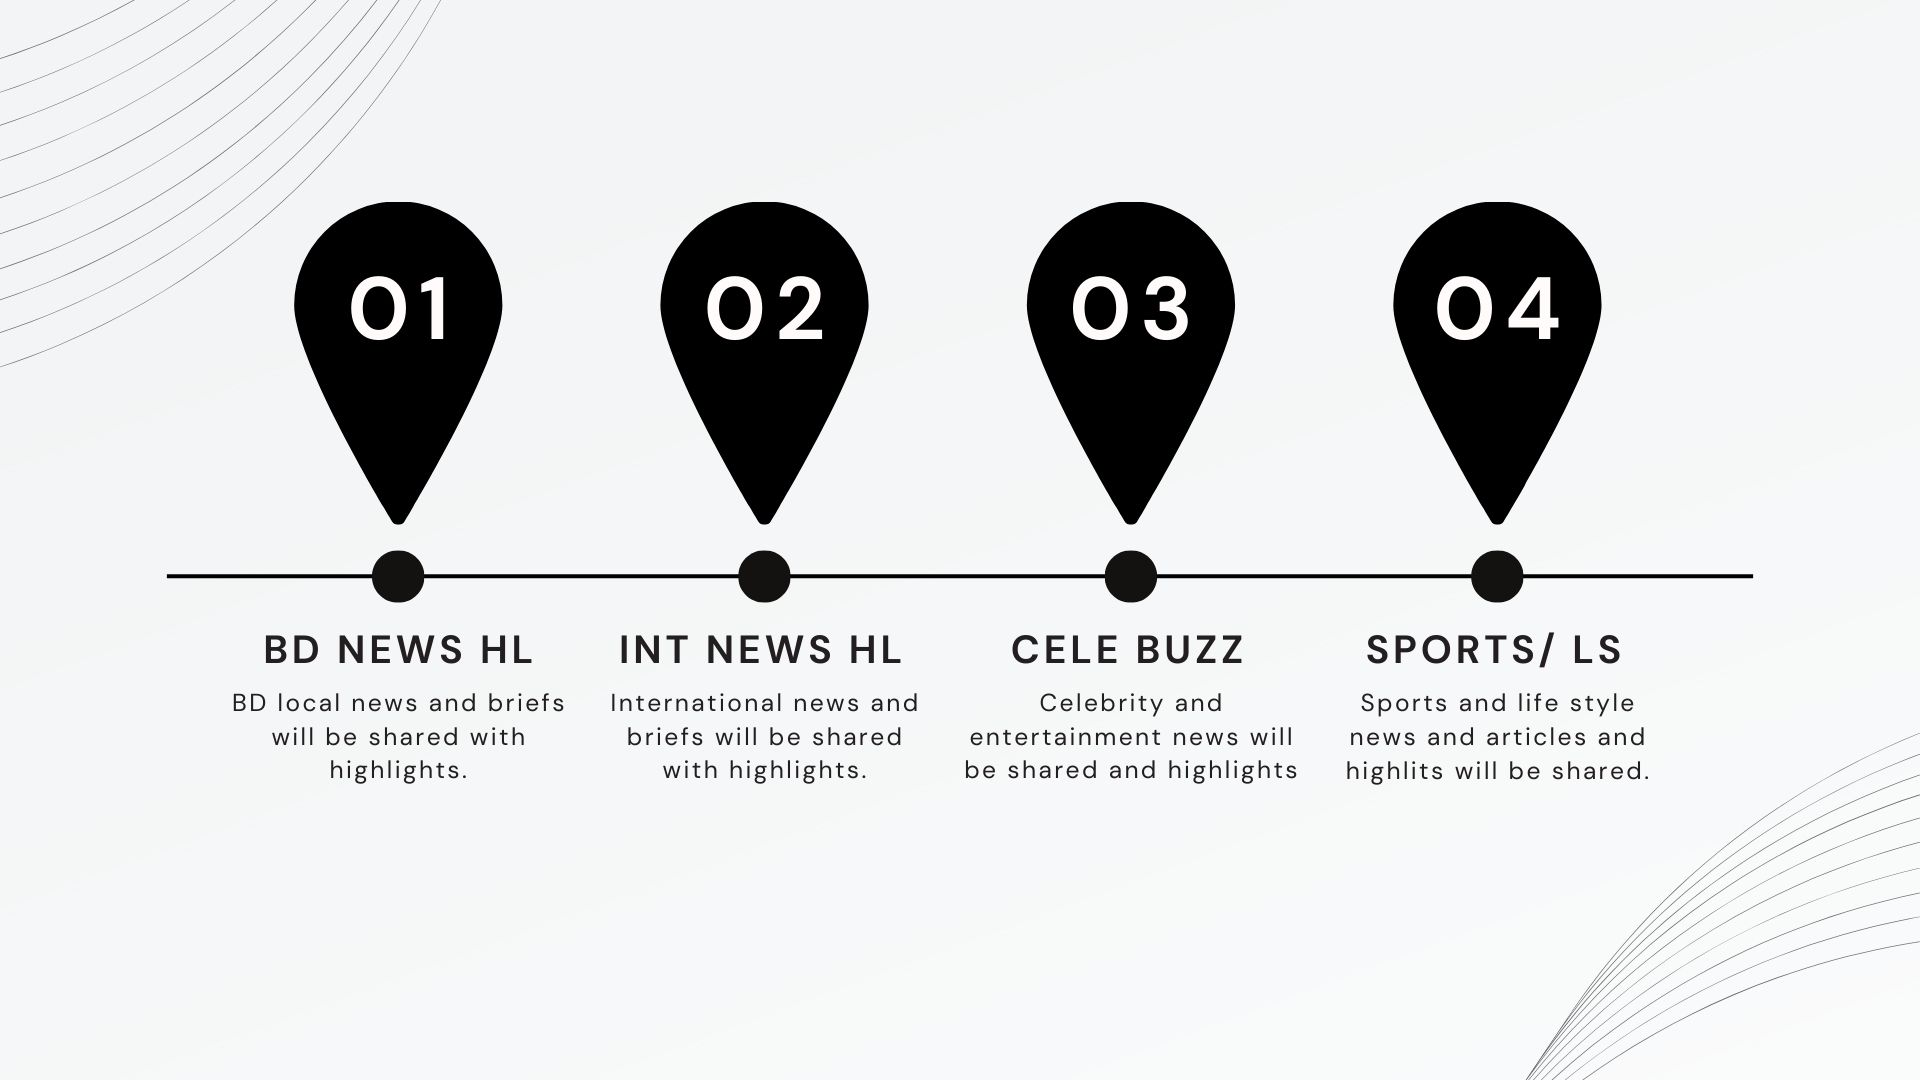 01
02
03
04
BD NEWS HL
BD local news and briefs
will be shared with
highlights.
INT NEWS HL
International news and
briefs will be shared
with highlights.
CELE BUZZ
Celebrity and
entertainment news will
be shared and highlights
SPORTS/ LS
Sports and life style
news and articles and
highlits will be shared.